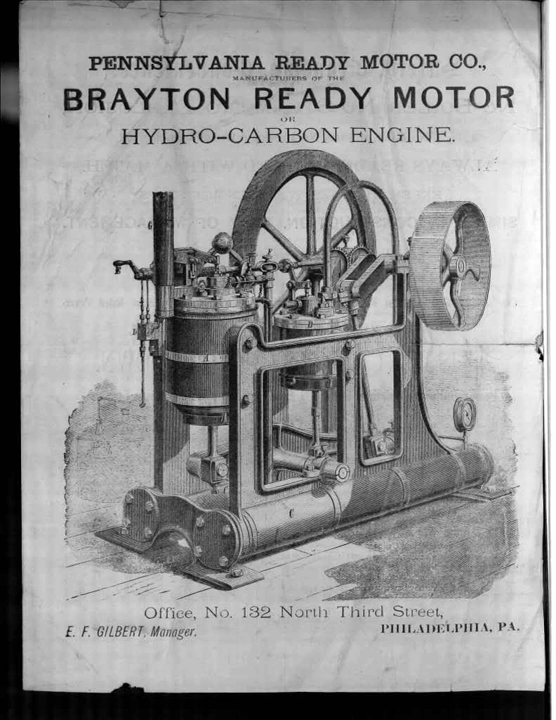 PENNSYLVANIA READY MOTOR CO.,
MANUFACTURERS OF THE
BRAYTON READY MOTOR
OR
HYDRO-CARBON ENGINE.
G
A
B
C
Office, No. 132 North Third Street,
E. F. GILBERT, Manager. PHILADELPHIA, PA.